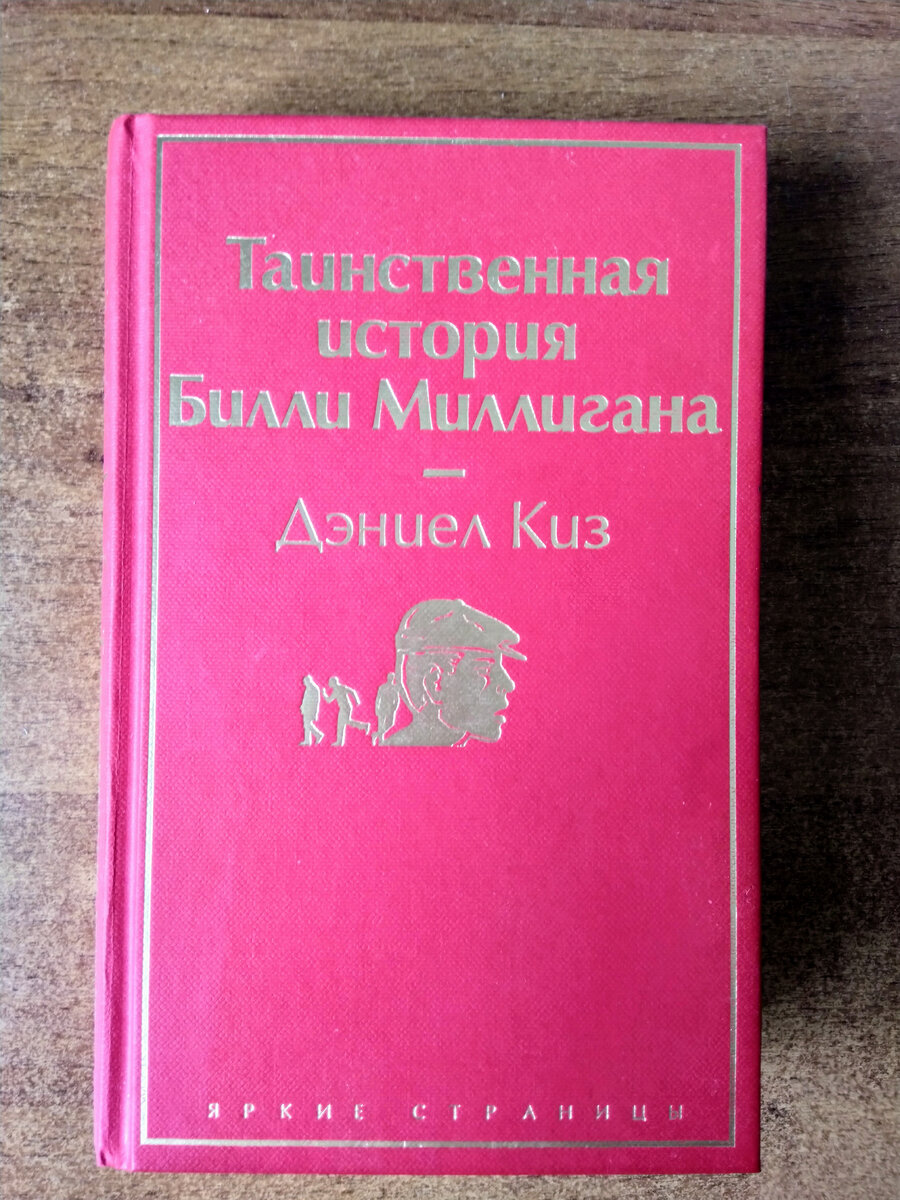 Таинственная
история
Билли Миллигана
–
Дэниел Киз
ЯРКИЕ СТРАНИЦЫ